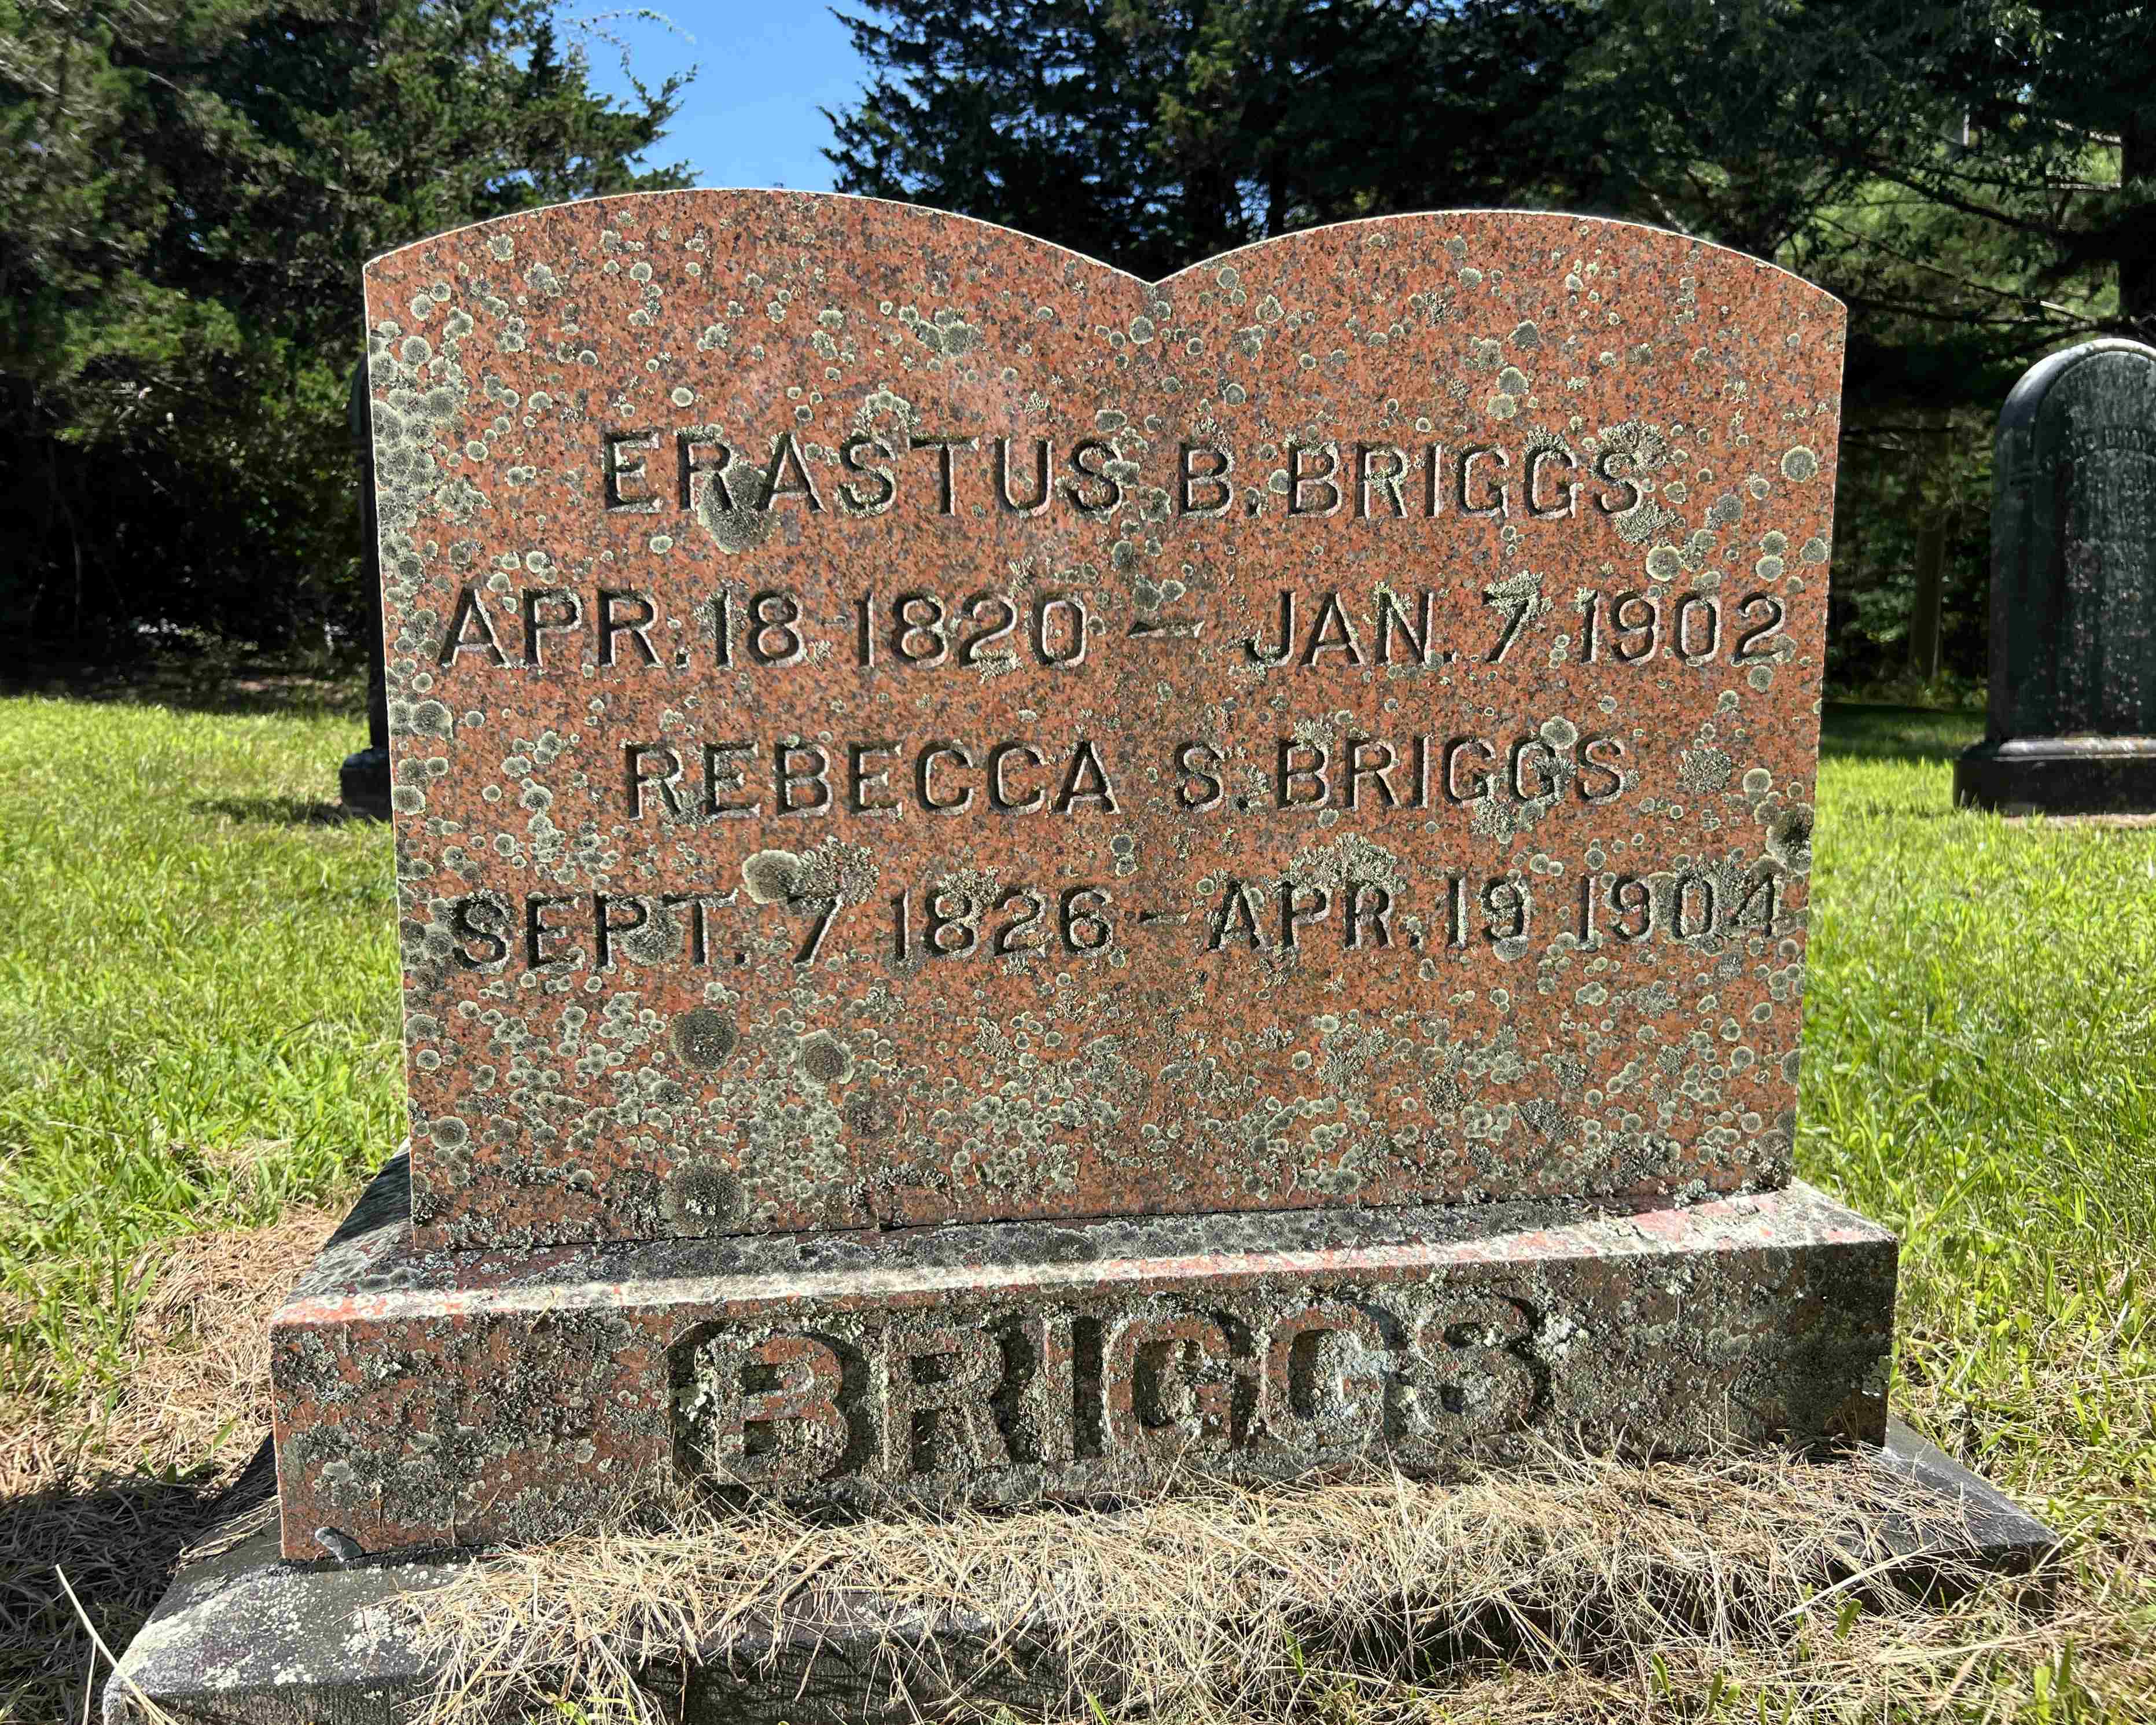 ERASTUS B. BRIGGS
APR. 18 1820 — JAN. 7 1902
REBECCA S. BRIGGS
SEPT. 7 1826 — APR. 19 1904
BRIGGS